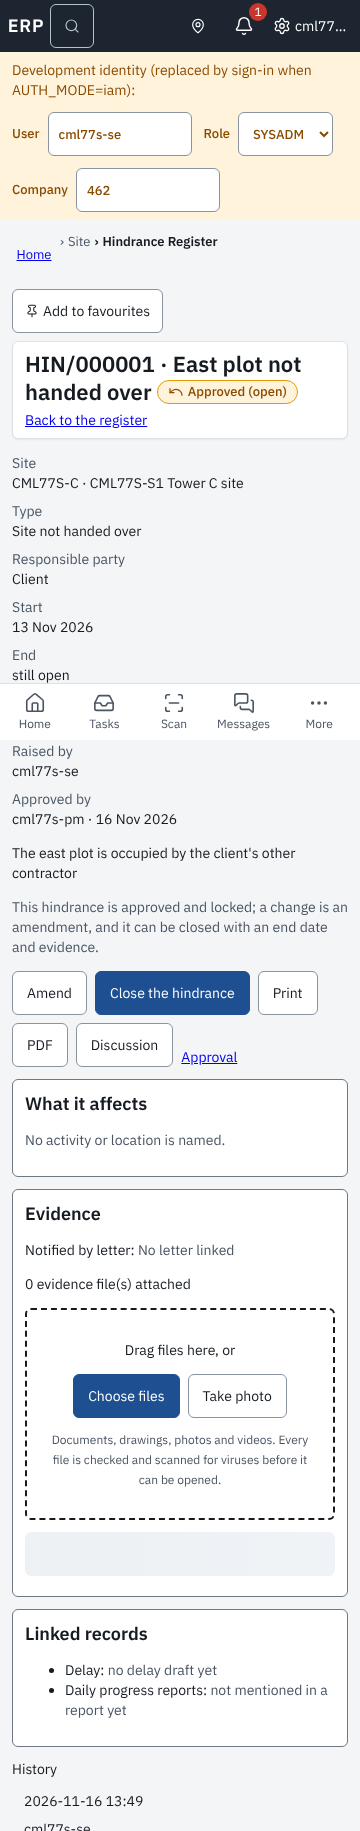 ERP
1
cml77...
Development identity (replaced by sign-in when
AUTH_MODE=iam):
User cml77s-se Role SYSADM
Company 462
Home › Site › Hindrance Register
Add to favourites
HIN/000001 · East plot not
handed over Approved (open)
Back to the register
Site
CML77S-C · CML77S-S1 Tower C site
Type
Site not handed over
Responsible party
Client
Start
13 Nov 2026
End
still open
Home Tasks Scan Messages More
Raised by
cml77s-se
Approved by
cml77s-pm · 16 Nov 2026
The east plot is occupied by the client's other
contractor
This hindrance is approved and locked; a change is an
amendment, and it can be closed with an end date
and evidence.
Amend Close the hindrance Print
PDF Discussion Approval
What it affects
No activity or location is named.
Evidence
Notified by letter: No letter linked
0 evidence file(s) attached
Drag files here, or
Choose files Take photo
Documents, drawings, photos and videos. Every
file is checked and scanned for viruses before it
can be opened.
Linked records
• Delay: no delay draft yet
• Daily progress reports: not mentioned in a
report yet
History
2026-11-16 13:49
cml77s-se